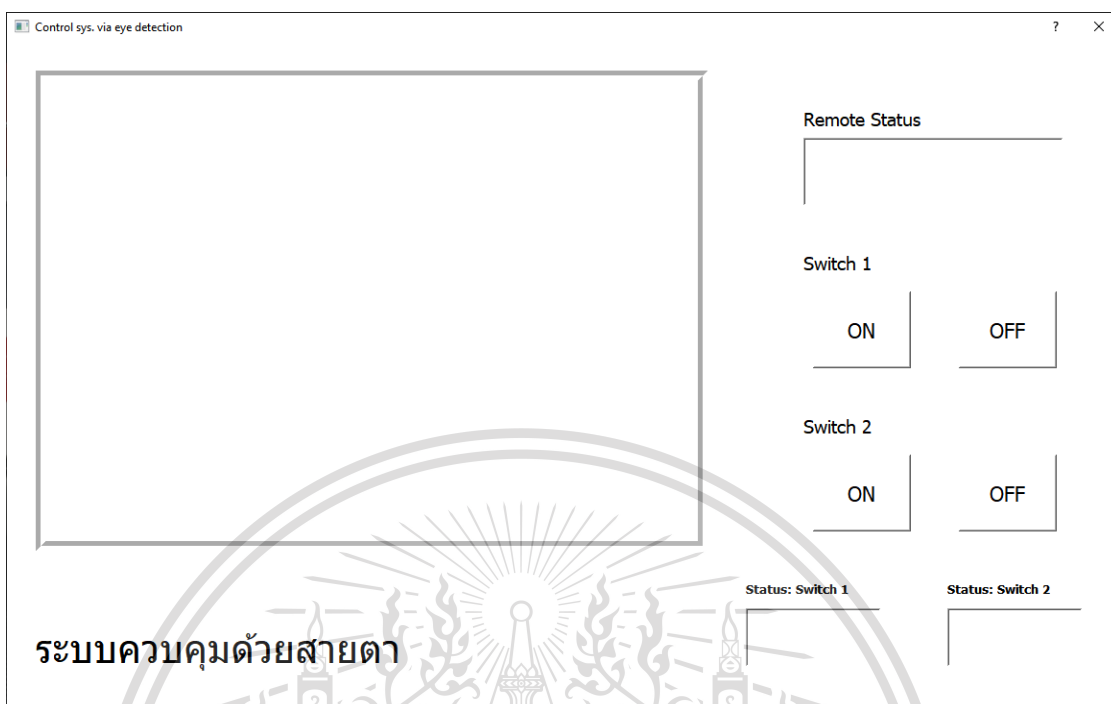 Control sys. via eye detection
Remote Status
Switch 1
ON OFF
Switch 2
ON OFF
Status: Switch 1 Status: Switch 2
ระบบควบคุมด้วยสายตา